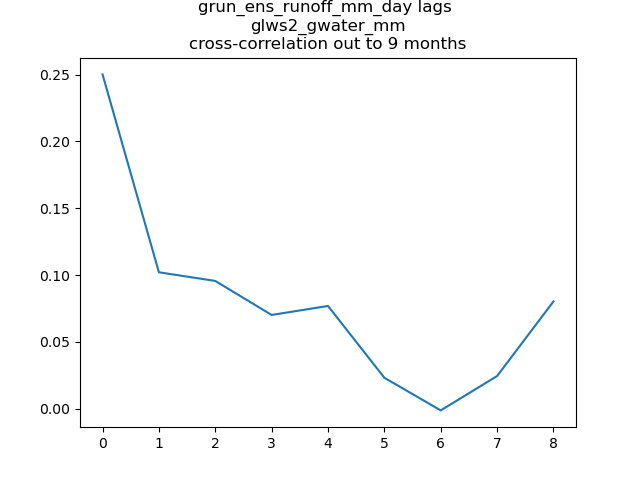 grun_ens_runoff_mm_day lags
glws2_gwater_mm
cross-correlation out to 9 months
0.25
0.20
0.15
0.10
0.05
0.00
0 1 2 3 4 5 6 7 8